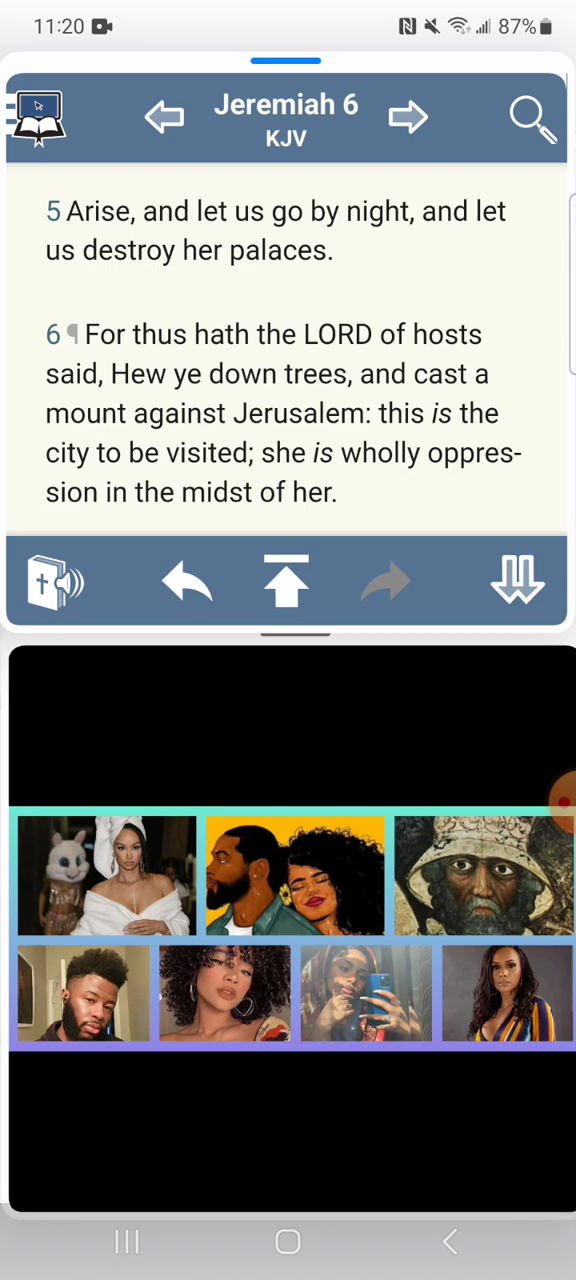 11:20 87%
Jeremiah 6
KJV
5 Arise, and let us go by night, and let
us destroy her palaces.
6 ¶ For thus hath the LORD of hosts
said, Hew ye down trees, and cast a
mount against Jerusalem: this is the
city to be visited; she is wholly oppres-
sion in the midst of her.